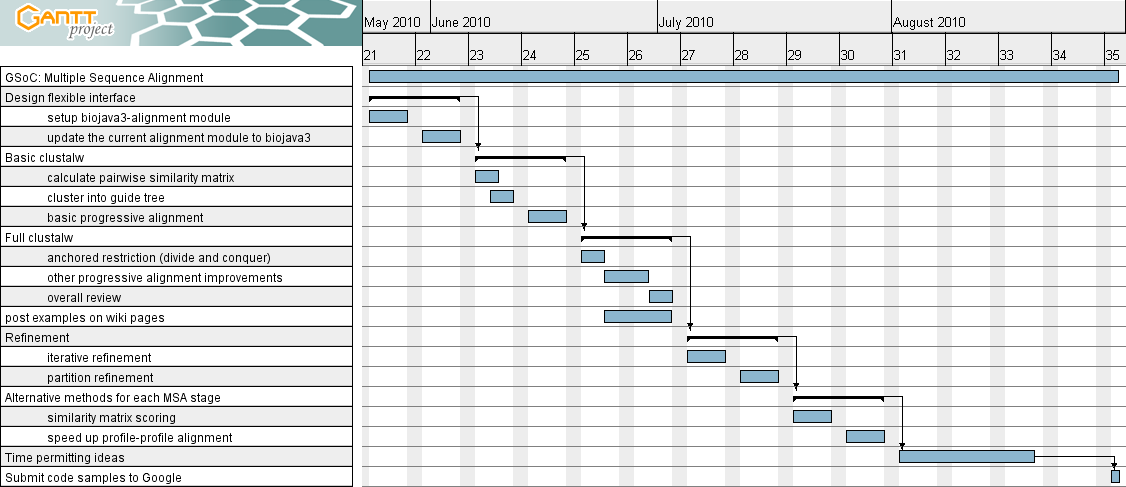 GANTT
project
May 2010 June 2010 July 2010 August 2010
21 22 23 24 25 26 27 28 29 30 31 32 33 34 35
GSoC: Multiple Sequence Alignment
Design flexible interface
setup biojava3-alignment module
update the current alignment module to biojava3
Basic clustalw
calculate pairwise similarity matrix
cluster into guide tree
basic progressive alignment
Full clustalw
anchored restriction (divide and conquer)
other progressive alignment improvements
overall review
post examples on wiki pages
Refinement
iterative refinement
partition refinement
Alternative methods for each MSA stage
similarity matrix scoring
speed up profile-profile alignment
Time permitting ideas
Submit code samples to Google